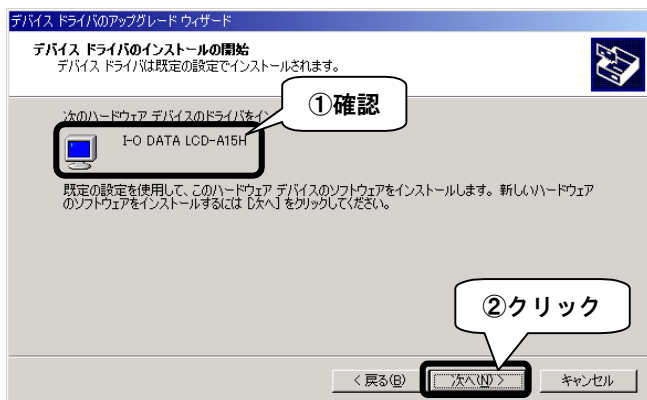 デバイス ドライバのアップグレード ウィザード
デバイス ドライバのインストールの開始
デバイス ドライバは既定の設定でインストールされます。
次のハードウェア デバイスのドライバをイン
①確認
I-O DATA LCD-A15H
既定の設定を使用して、このハードウェア デバイスのソフトウェアをインストールします。新しいハードウェア
のソフトウェアをインストールするには [次へ] をクリックしてください。
②クリック
< 戻る(B)
次へ(N) >
キャンセル